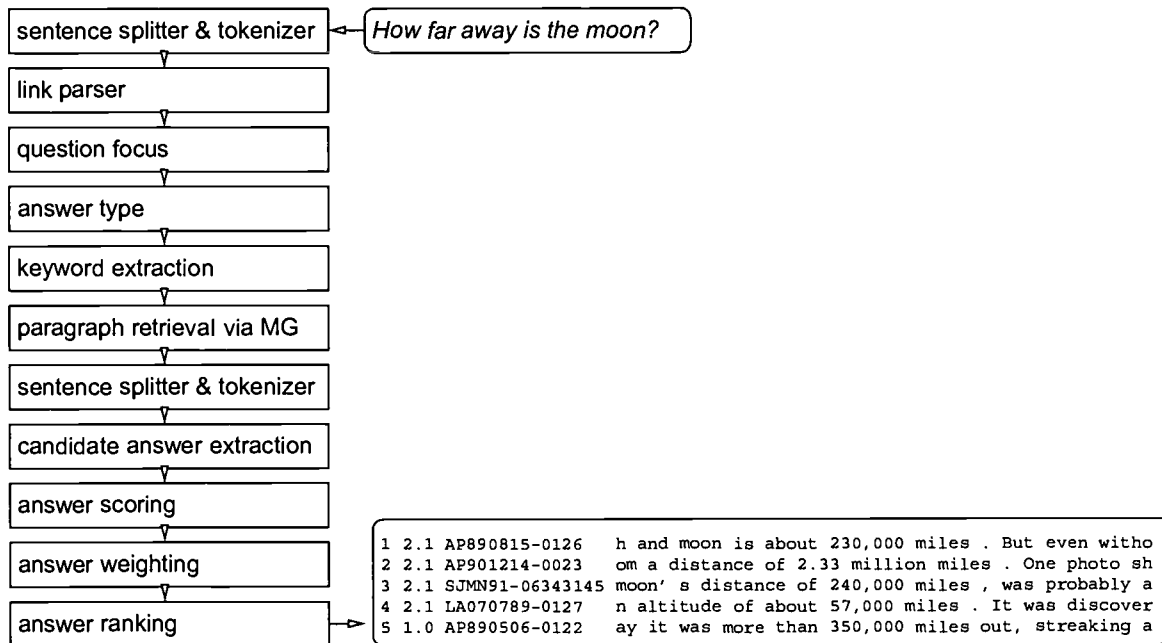 sentence splitter & tokenizer
How far away is the moon?
link parser
question focus
answer type
keyword extraction
paragraph retrieval via MG
sentence splitter & tokenizer
candidate answer extraction
answer scoring
answer weighting
answer ranking
1 2.1 AP890815-0126 h and moon is about 230,000 miles . But even witho
2 2.1 AP901214-0023 om a distance of 2.33 million miles . One photo sh
3 2.1 SJMN91-06343145 moon' s distance of 240,000 miles , was probably a
4 2.1 LA070789-0127 n altitude of about 57,000 miles . It was discover
5 1.0 AP890506-0122 ay it was more than 350,000 miles out, streaking a